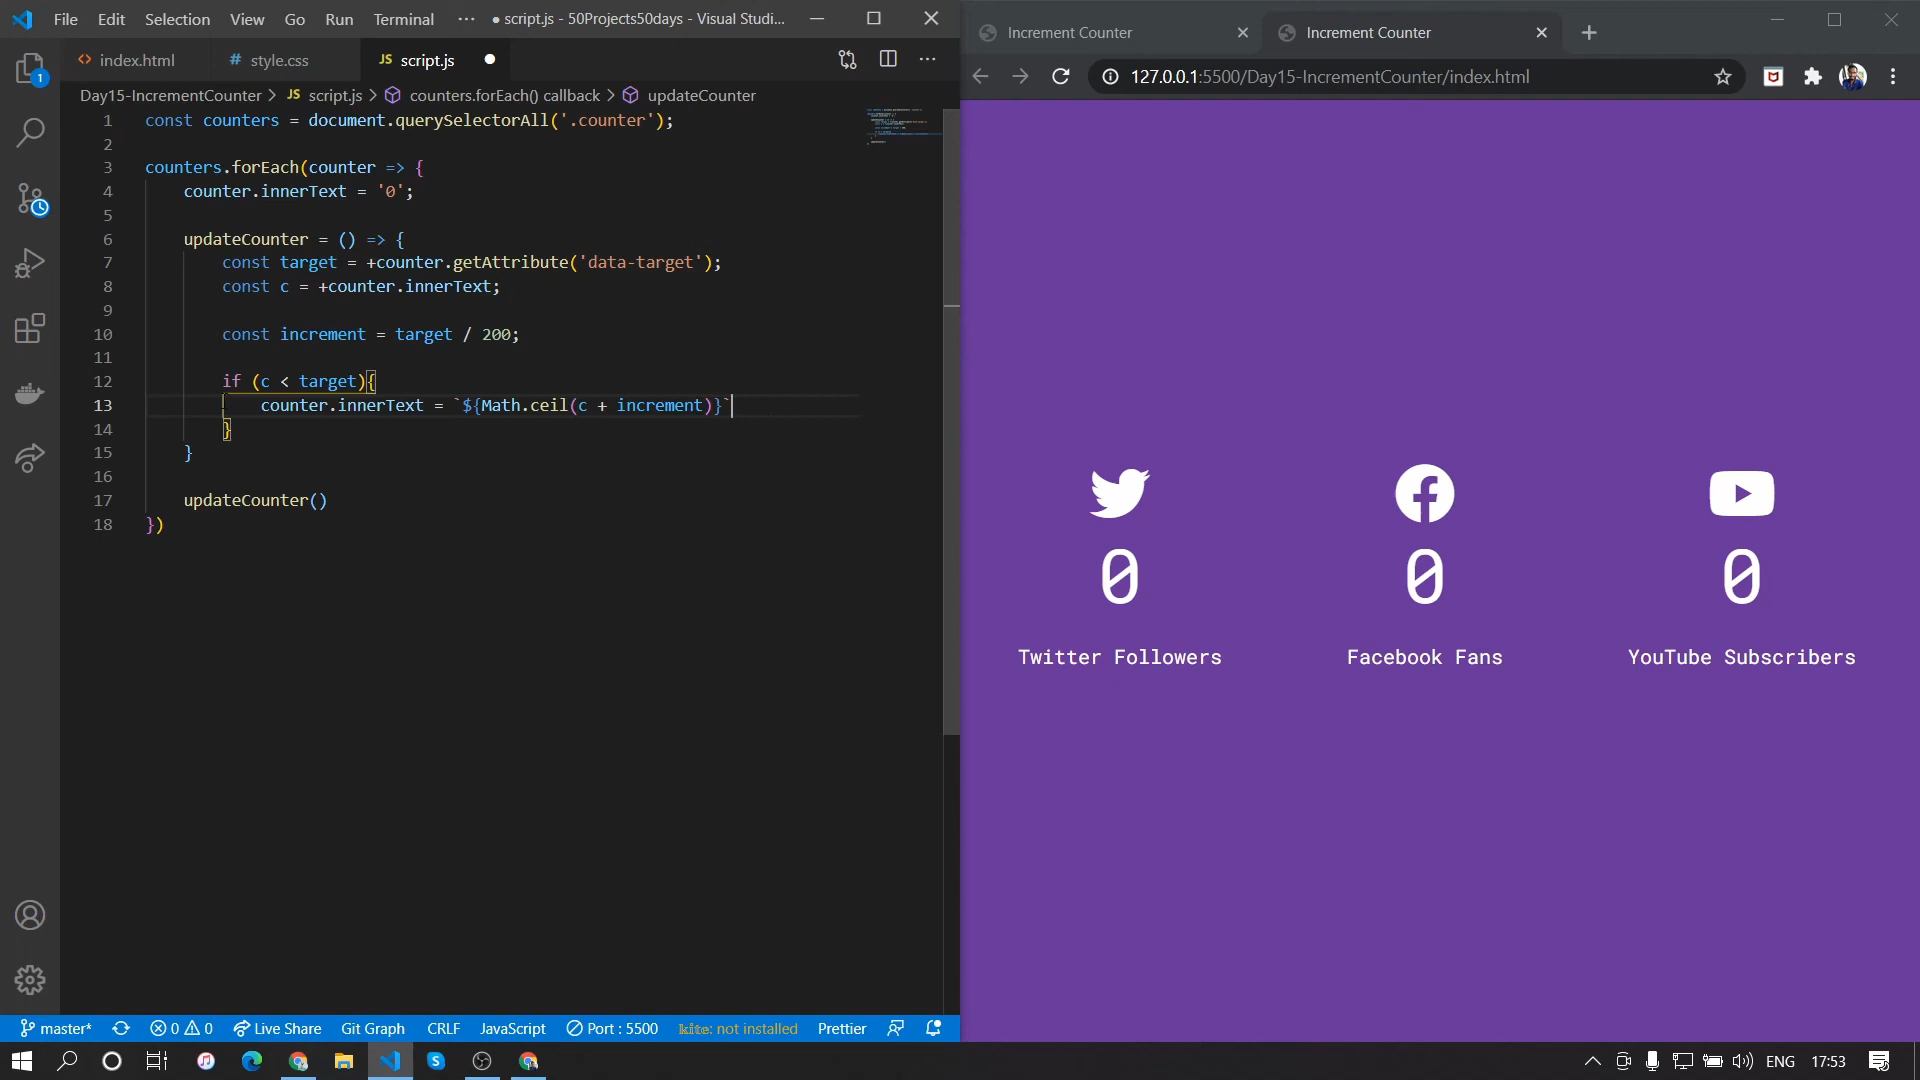 File Edit Selection View Go Run Terminal ··· ● script.js - 50Projects50days - Visual Studi...
index.html # style.css JS script.js
Day15-IncrementCounter > JS script.js > counters.forEach() callback > updateCounter
1 const counters = document.querySelectorAll('.counter');
2
3 counters.forEach(counter => {
4 counter.innerText = '0';
5
6 updateCounter = () => {
7 const target = +counter.getAttribute('data-target');
8 const c = +counter.innerText;
9
10 const increment = target / 200;
11
12 if (c < target){
13 counter.innerText = `${Math.ceil(c + increment)}`
14 }
15 }
16
17 updateCounter()
18 })
1
master* 0 0 Live Share Git Graph CRLF JavaScript Port : 5500 kite: not installed Prettier
Increment Counter Increment Counter
127.0.0.1:5500/Day15-IncrementCounter/index.html
0 0 0
Twitter Followers Facebook Fans YouTube Subscribers
ENG 17:53